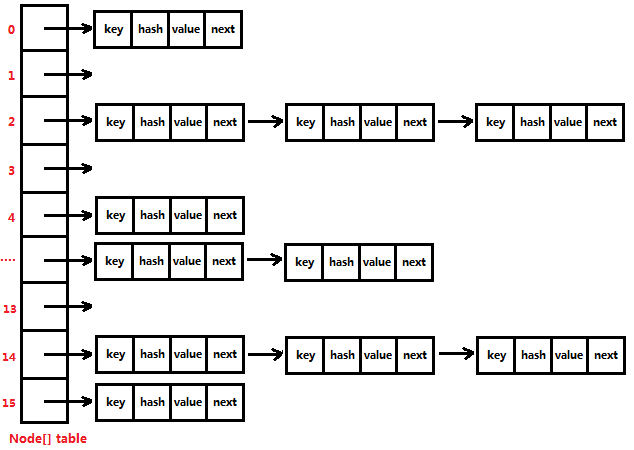 0 key hash value next
1
2 key hash value next key hash value next key hash value next
3
4 key hash value next
.... key hash value next key hash value next
13
14 key hash value next key hash value next key hash value next
15 key hash value next
Node[] table